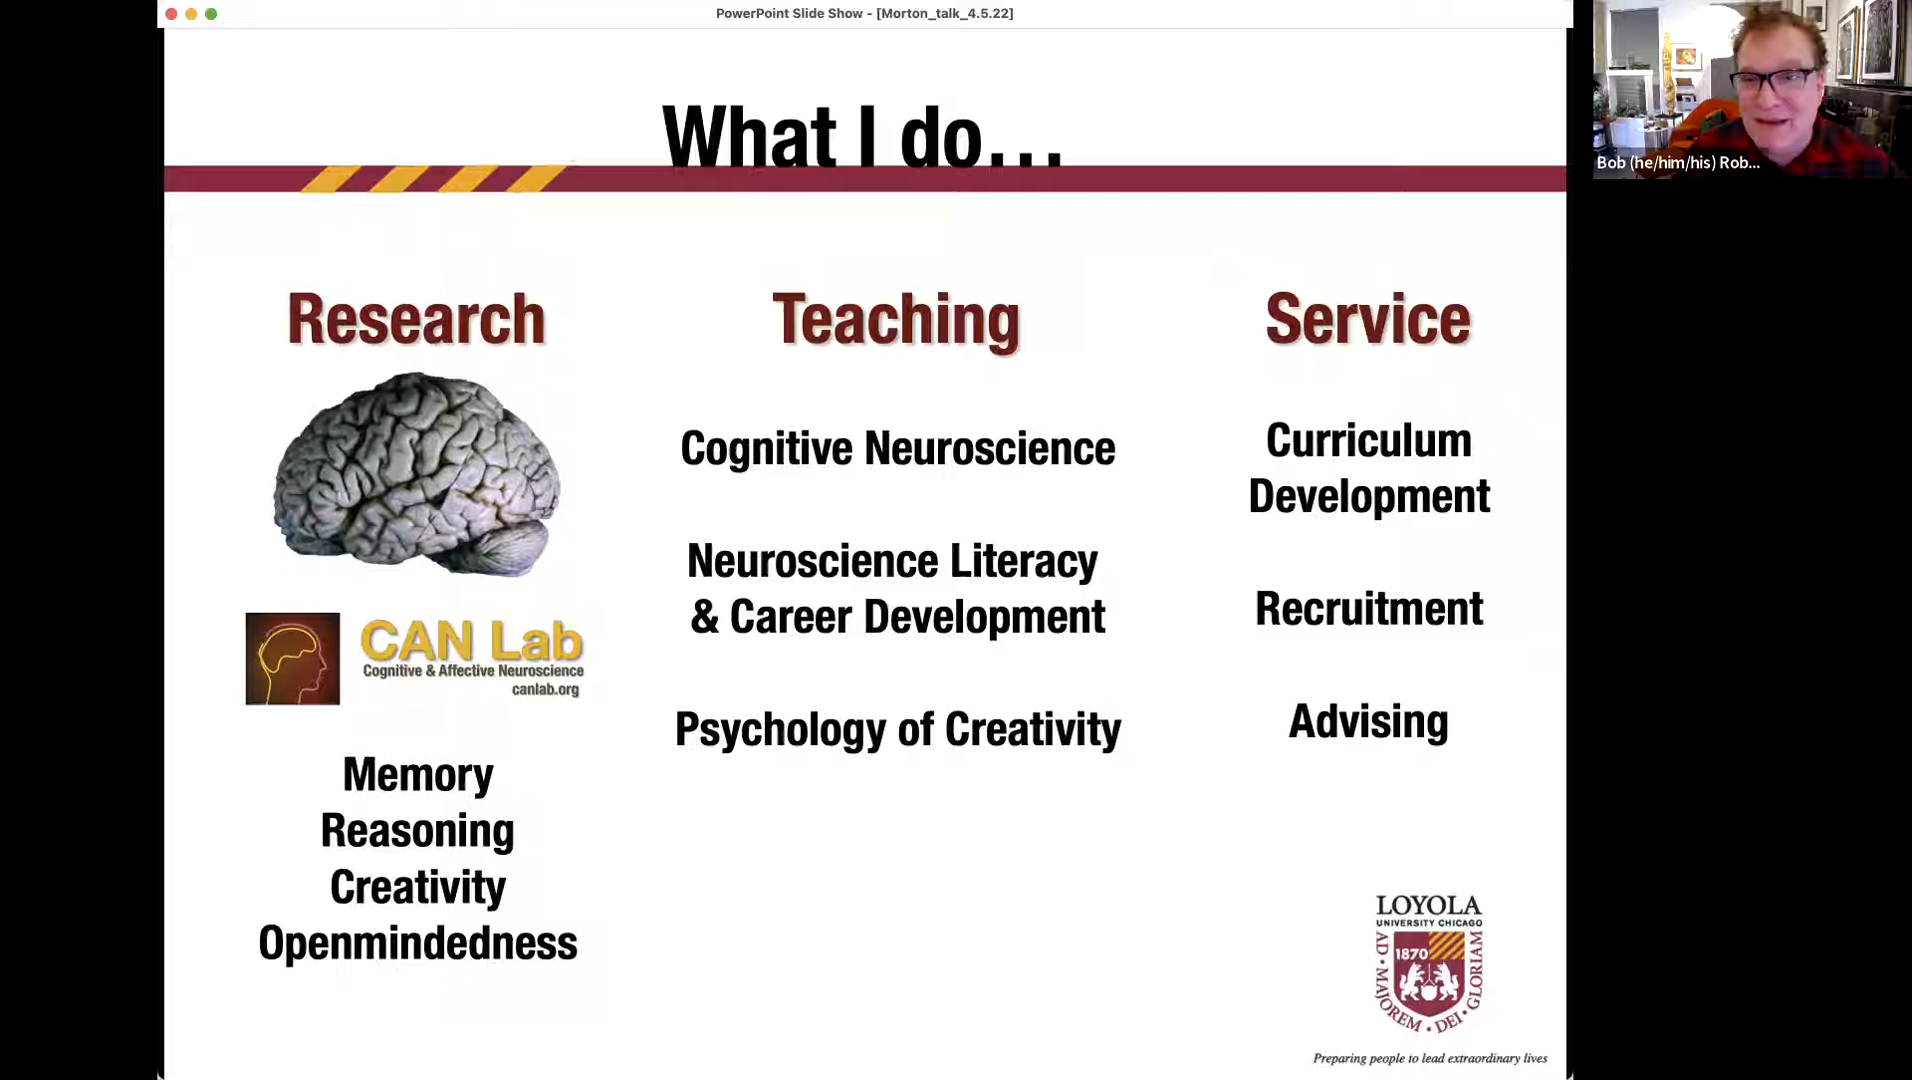 PowerPoint Slide Show - [Morton_talk_4.5.22]
Bob (he/him/his) Rob...
What I do...
Research
CAN Lab
Cognitive & Affective Neuroscience
canlab.org
Memory
Reasoning
Creativity
Openmindedness
Teaching
Cognitive Neuroscience
Neuroscience Literacy
& Career Development
Psychology of Creativity
Service
Curriculum
Development
Recruitment
Advising
LOYOLA
UNIVERSITY CHICAGO
1870
AD • MAJOREM • DEI • GLORIAM
Preparing people to lead extraordinary lives